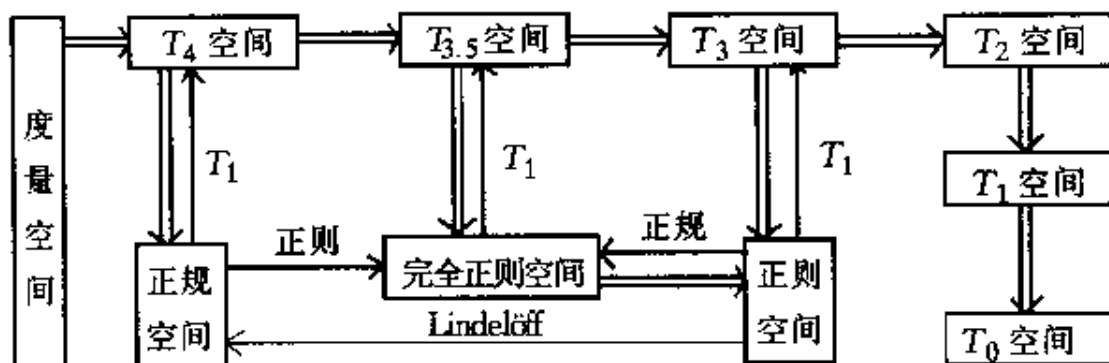 T4 空间
T3.5 空间
T3 空间
T2 空间
度量空间
T1
T1
T1
T1 空间
正则
正规
正规空间
完全正则空间
正则空间
Lindelöff
T0 空间